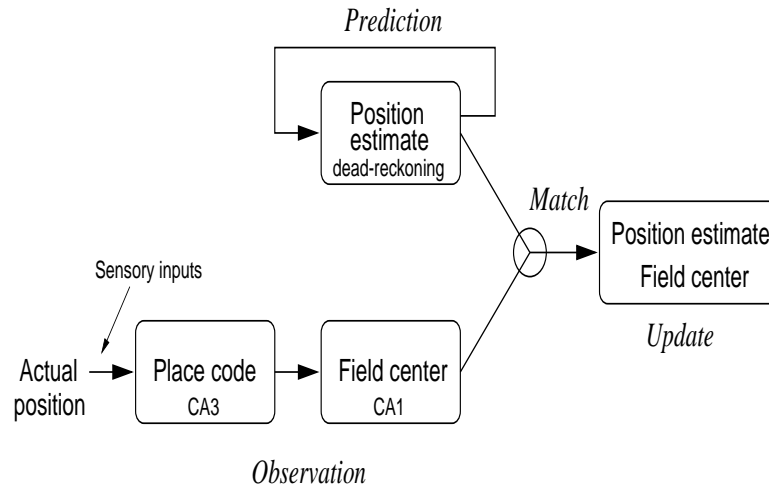 Prediction
Position
estimate
dead-reckoning
Match
Position estimate
Field center
Update
Sensory inputs
Actual
position
Place code
CA3
Field center
CA1
Observation